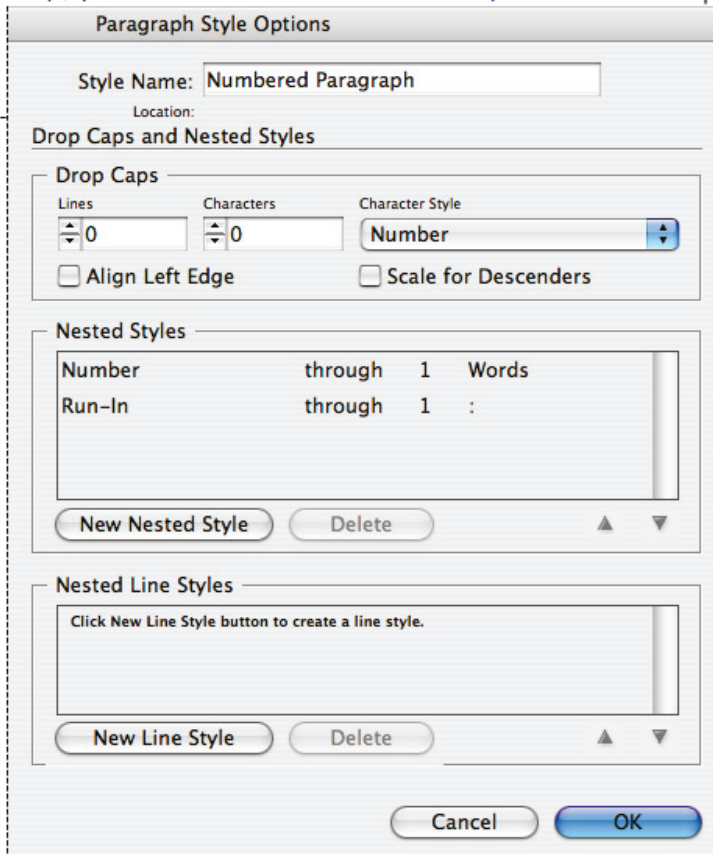 Paragraph Style Options
Style Name: Numbered Paragraph
Location:
Drop Caps and Nested Styles
Drop Caps
Lines Characters Character Style
0 0 Number
Align Left Edge Scale for Descenders
Nested Styles
Number through 1 Words
Run-In through 1 :
New Nested Style Delete
Nested Line Styles
Click New Line Style button to create a line style.
New Line Style Delete
Cancel OK